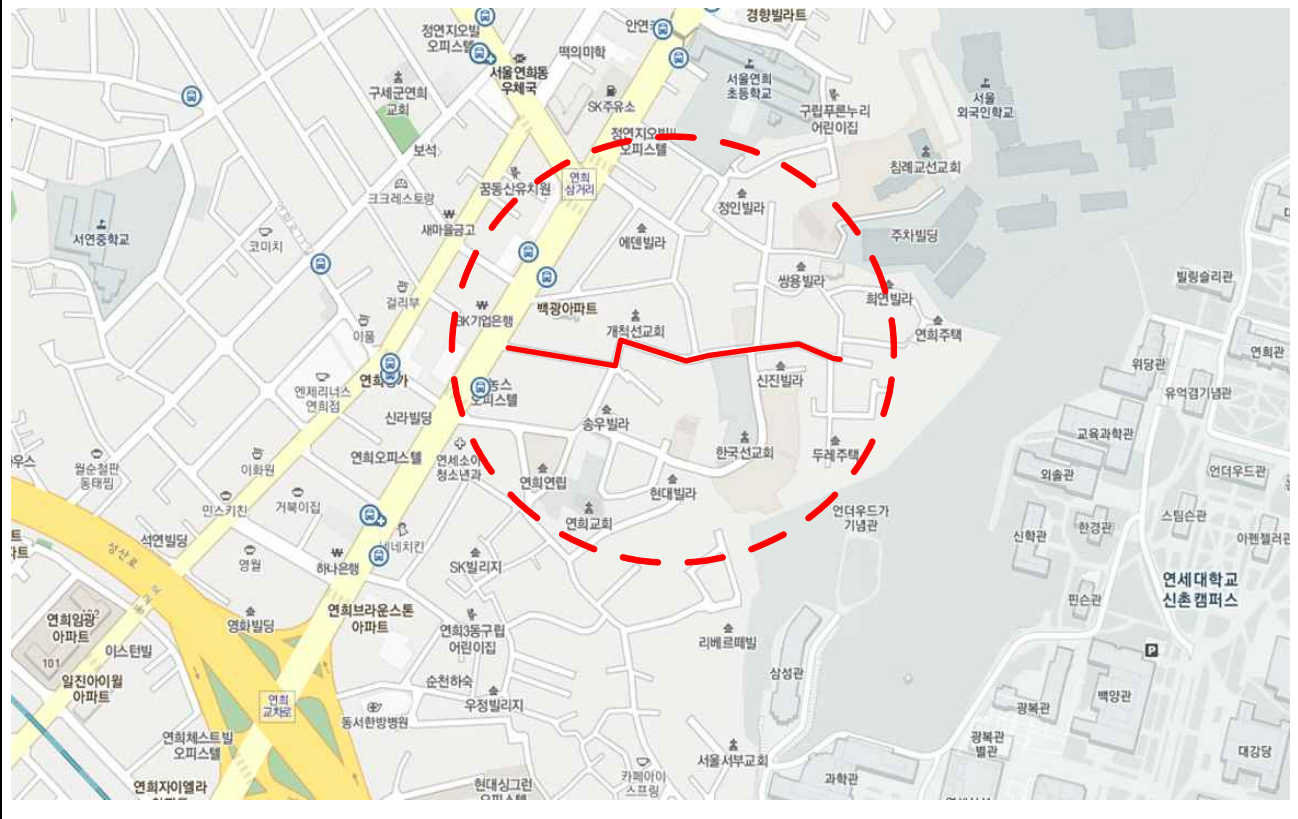 경향빌라트
안연
정연지오빌
오피스텔
떡의미학
서울연희동
우체국
서울연희
초등학교
구세군연희
교회
SK주유소
서울
외국인학교
구립푸른누리
어린이집
정연지오빌II
오피스텔
보석
침례교선교회
연희
삼거리
꿈동산유치원
크크레스토랑
정인빌라
새마을금고
서연중학교
코미치
에덴빌라
주차빌딩
쌍용빌라
빌링슬리관
걸리부
희연빌라
백광아파트
BK기업은행
개척선교회
이품
연희주택
연희관
위당관
엔제리너스
연희점
신진빌라
오피스텔
유억겸기념관
신라빌딩
송우빌라
교육과학관
한국선교회
두레주택
연희오피스텔
연세소아
청소년과
월순철판
동태찜
이화원
외솔관
언더우드관
연희연립
현대빌라
민스키친
거북이집
연희교회
언더우드가
기념관
스팀슨관
한경관
신학관
아펜젤러관
석연빌딩
성산로
네네치킨
영월
하나은행
SK빌리지
연세대학교
신촌캠퍼스
핀슨관
연희임광
아파트
102
영화빌딩
연희브라운스톤
아파트
연희3동구립
어린이집
리베르떼빌
이스턴빌
101
일진아이월
아파트
삼성관
P
순천하숙
백양관
연희
교차로
우정빌리지
광복관
동서한방병원
연희체스트빌
오피스텔
광복관
별관
대강당
서울서부교회
카페아이
스프링
과학관
연희자이엘라
현대싱그런